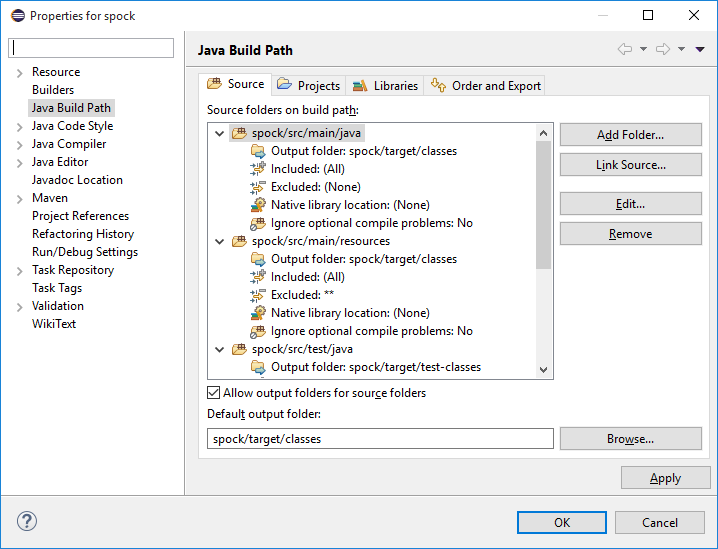 Properties for spock
Resource
Builders
Java Build Path
Java Code Style
Java Compiler
Java Editor
Javadoc Location
Maven
Project References
Refactoring History
Run/Debug Settings
Task Repository
Task Tags
Validation
WikiText
Java Build Path
Source
Projects
Libraries
Order and Export
Source folders on build path:
spock/src/main/java
Output folder: spock/target/classes
Included: (All)
Excluded: (None)
Native library location: (None)
Ignore optional compile problems: No
spock/src/main/resources
Output folder: spock/target/classes
Included: (All)
Excluded: **
Native library location: (None)
Ignore optional compile problems: No
spock/src/test/java
Output folder: spock/target/test-classes
Add Folder...
Link Source...
Edit...
Remove
Allow output folders for source folders
Default output folder:
spock/target/classes
Browse...
Apply
?
OK
Cancel